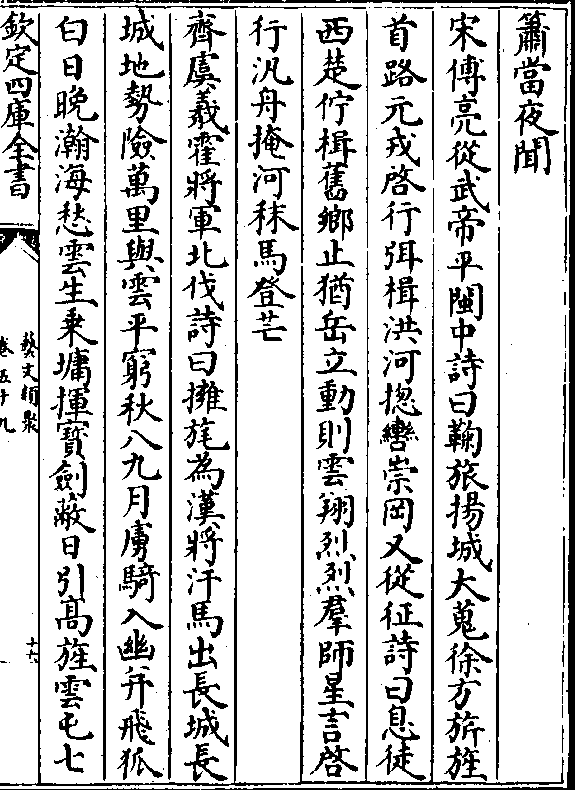 簫當夜聞
宋傅亮從武帝平閩中詩曰鞠旅揚城大蒐徐方旂旌
首路元戎啓行弭楫洪河揔轡崇岡又從征詩曰息徒
西楚佇楫舊鄉止猶岳立動則雲翔烈烈羣師星言啓
行汎舟掩河秣馬登芒
齊虞羲霍將軍北伐詩曰擁旄為漢將汗馬出長城長
城地勢險萬里與雲平窮秋八九月虜騎入幽并飛狐
白日晚瀚海愁雲生乗墉揮寶劍蔽日引高旌雲屯七
欽定四庫全書
藝文類聚
卷五十九
十六